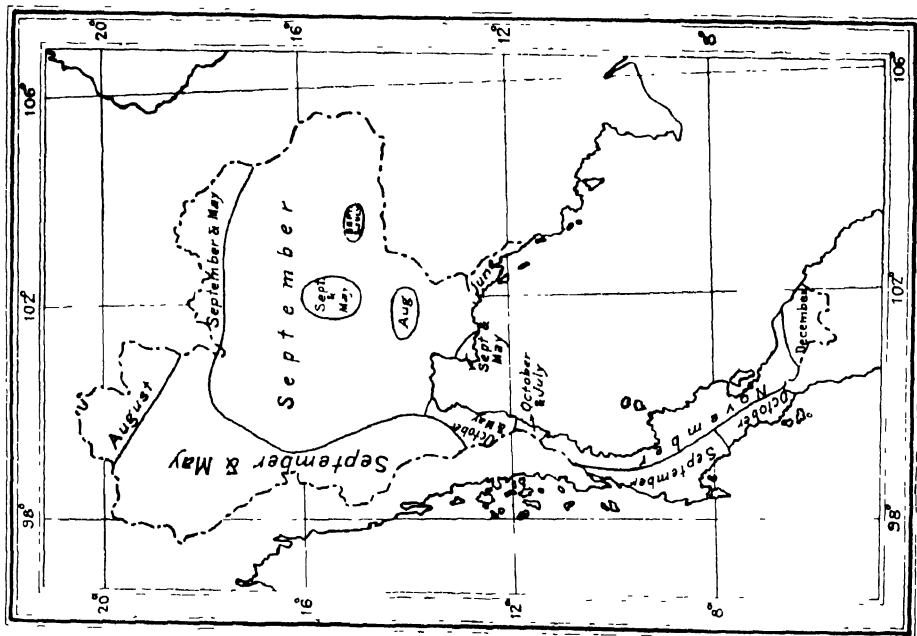 20°
16°
12°
8°
106°
106°
102°
102°
98°
98°
20°
16°
12°
8°
August
September & May
September & May
September
Sept
&
May
Aug
June
Sept &
May
October
& May
October
& July
September
November
October
December